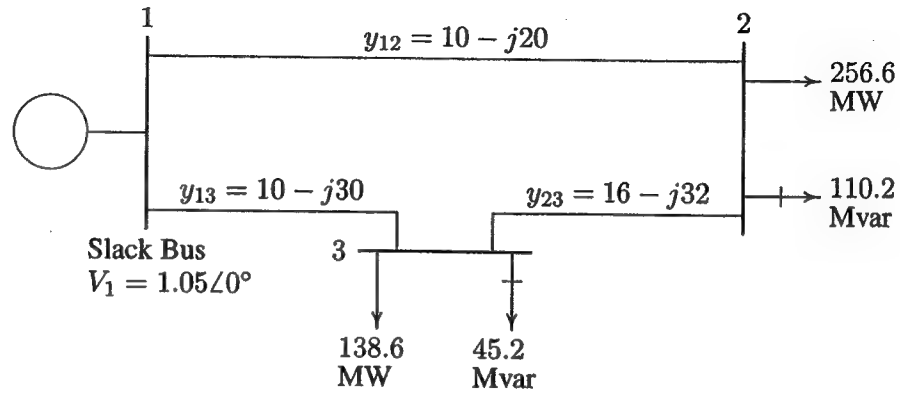 1
2
y₁₂ = 10 − j20
256.6
MW
y₁₃ = 10 − j30
y₂₃ = 16 − j32
110.2
Mvar
Slack Bus
V₁ = 1.05∠0°
3
138.6
MW
45.2
Mvar